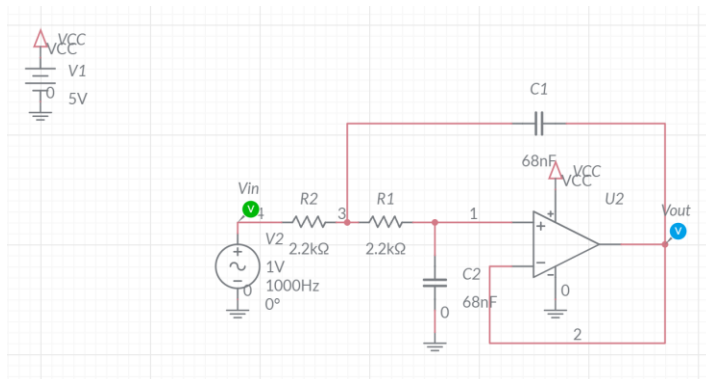 VCC
VCC
V1
0
5V
C1
68nF
VCC
VCC
U2
Vin
4
R2
3
R1
1
Vout
V
V
V2
2.2kΩ
2.2kΩ
1V
1000Hz
0°
0
C2
68nF
0
0
2